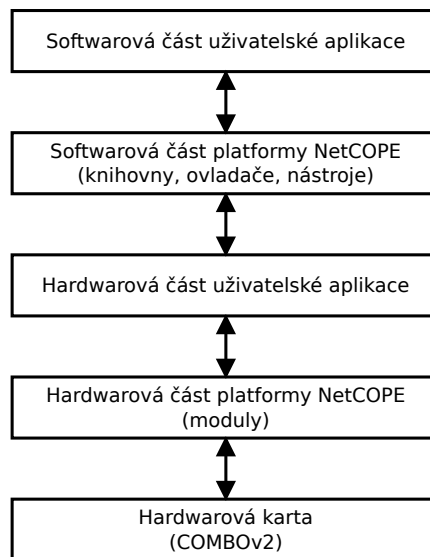 Softwarová část uživatelské aplikace
Softwarová část platformy NetCOPE
(knihovny, ovladače, nástroje)
Hardwarová část uživatelské aplikace
Hardwarová část platformy NetCOPE
(moduly)
Hardwarová karta
(COMBOv2)